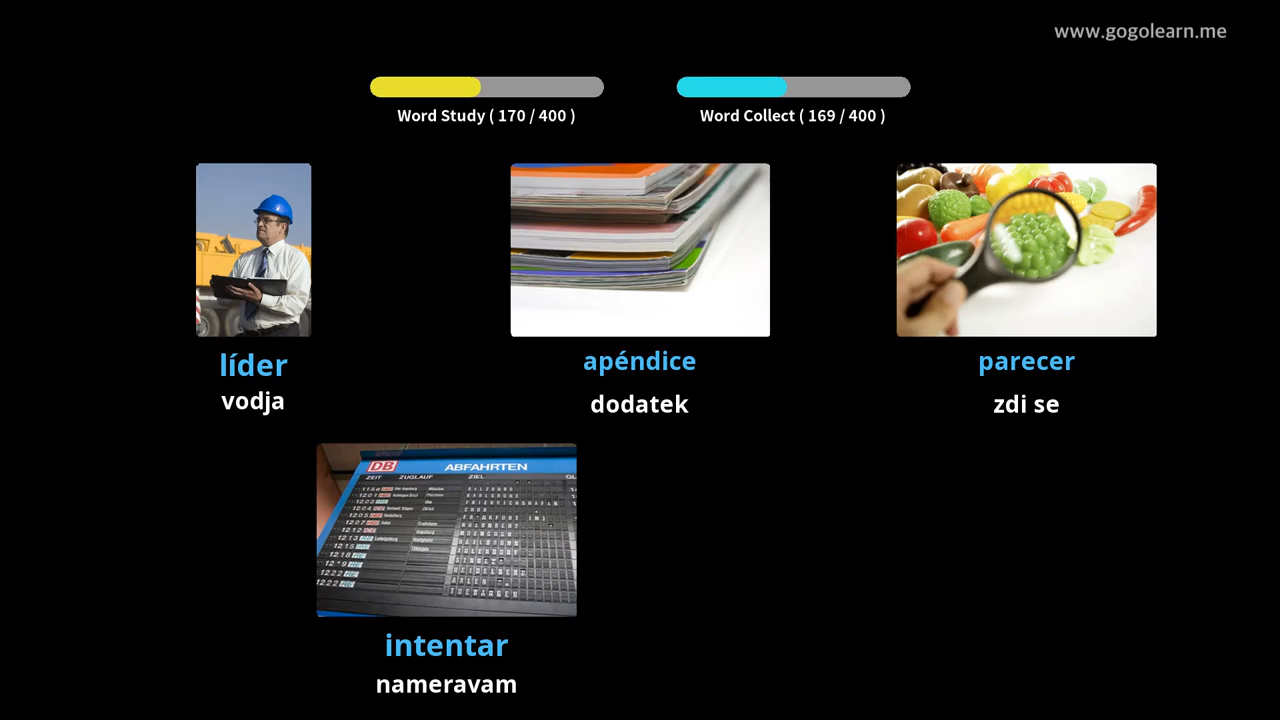 www.gogolearn.me
Word Study ( 170 / 400 )
Word Collect ( 169 / 400 )
líder
vodja
apéndice
dodatek
parecer
zdi se
DB ABFAHRTEN
ZEIT ZUGLAUF ZIEL
intentar
nameravam